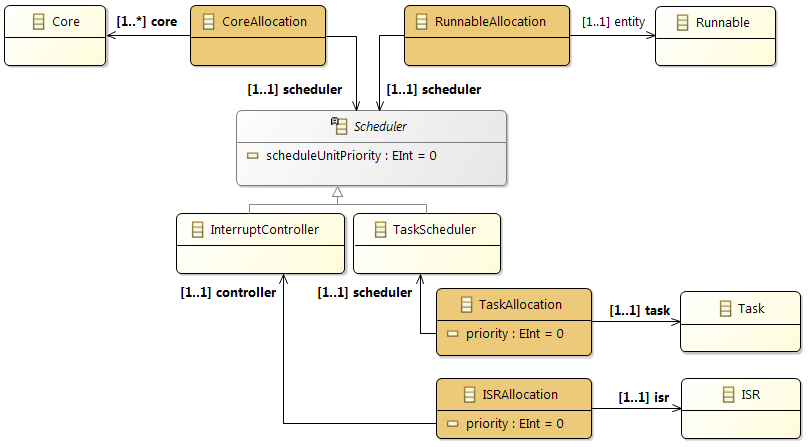 Core
[1..*] core
CoreAllocation
RunnableAllocation
[1..1] entity
Runnable
[1..1] scheduler
[1..1] scheduler
Scheduler
scheduleUnitPriority : EInt = 0
InterruptController
TaskScheduler
[1..1] controller
[1..1] scheduler
TaskAllocation
priority : EInt = 0
[1..1] task
Task
ISRAllocation
priority : EInt = 0
[1..1] isr
ISR